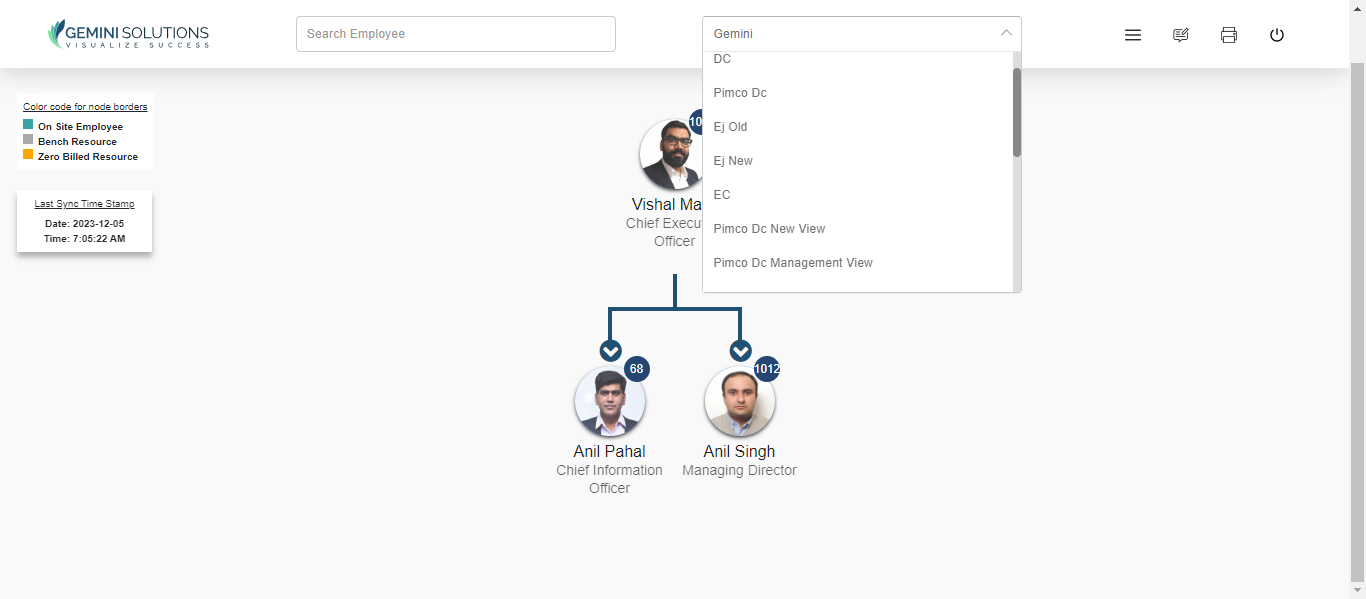 GEMINI SOLUTIONS
VISUALIZE SUCCESS
Search Employee
Gemini
DC
Pimco Dc
Ej Old
Ej New
EC
Pimco Dc New View
Pimco Dc Management View
Color code for node borders
On Site Employee
Bench Resource
Zero Billed Resource
Last Sync Time Stamp
Date: 2023-12-05
Time: 7:05:22 AM
10
Vishal Ma
Chief Execu
Officer
68
Anil Pahal
Chief Information
Officer
1012
Anil Singh
Managing Director